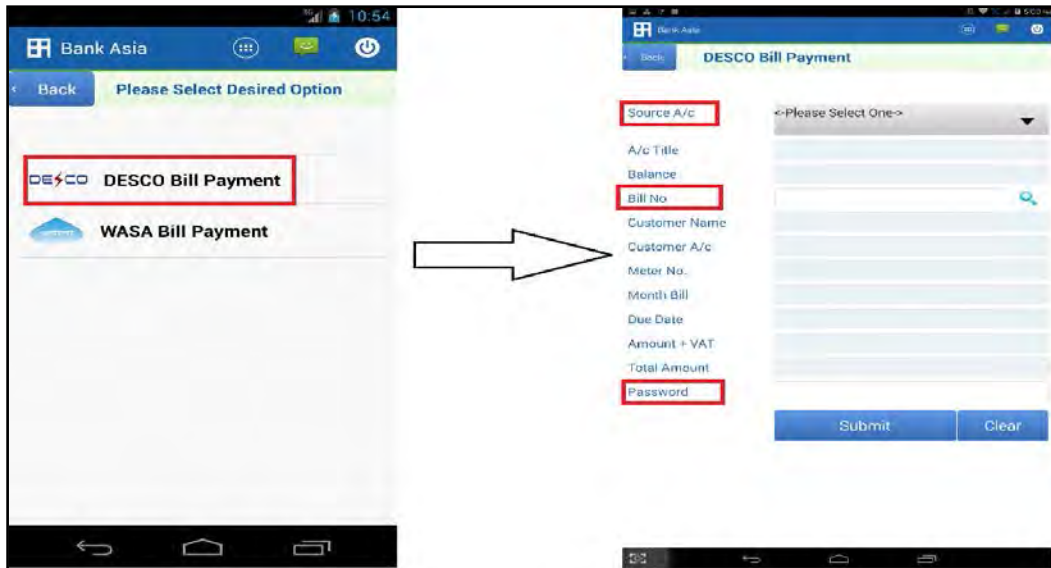 3G 10:54
Bank Asia
Back Please Select Desired Option
DESCO DESCO Bill Payment
WASA Bill Payment
Bank Asia
Back DESCO Bill Payment
Source A/c <-Please Select One->
A/c Title
Balance
Bill No
Customer Name
Customer A/c
Meter No.
Month Bill
Due Date
Amount + VAT
Total Amount
Password
Submit Clear